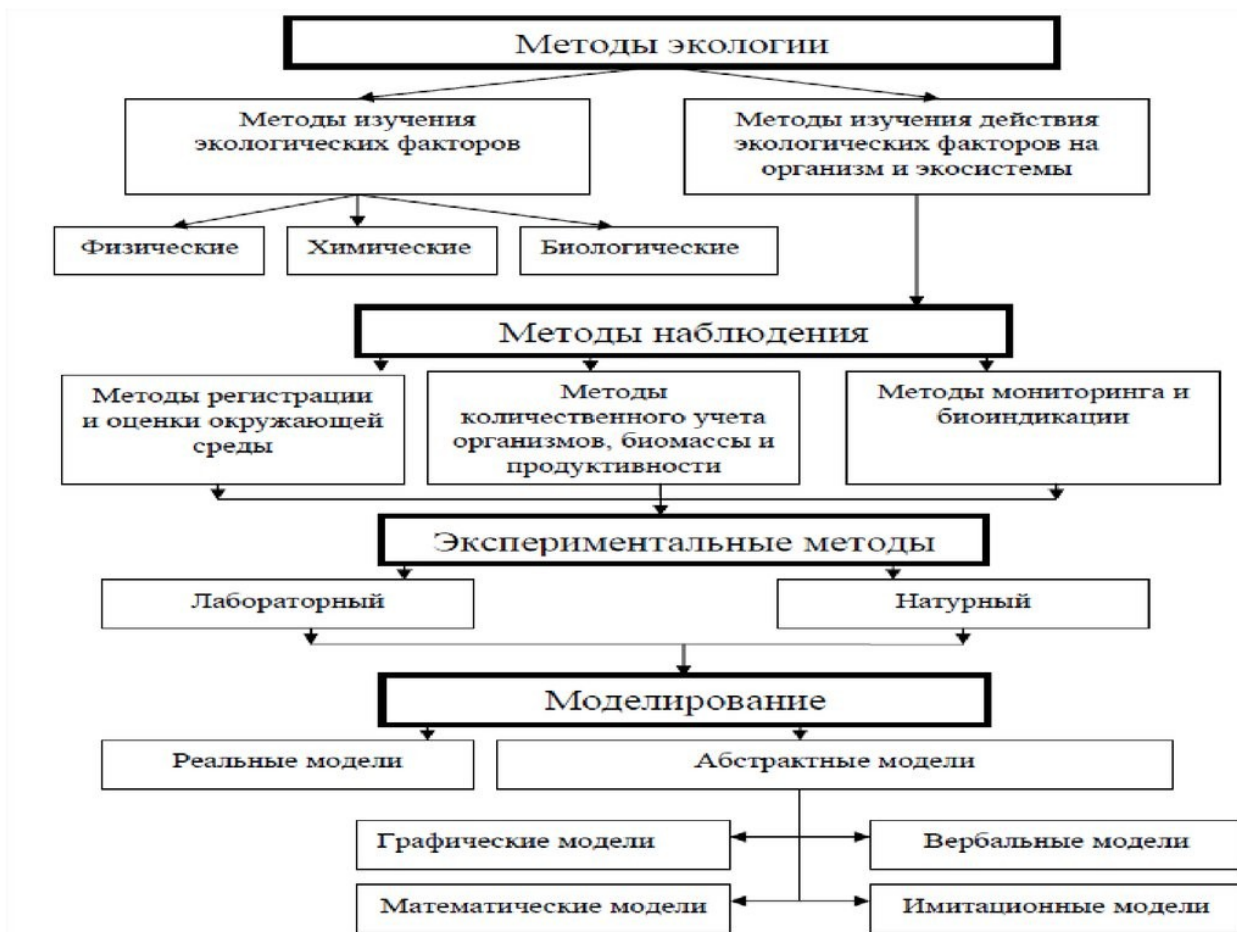 Методы экологии
Методы изучения
экологических факторов
Методы изучения действия
экологических факторов на
организм и экосистемы
Физические
Химические
Биологические
Методы наблюдения
Методы регистрации
и оценки окружающей
среды
Методы
количественного учета
организмов, биомассы и
продуктивности
Методы мониторинга и
биоиндикации
Экспериментальные методы
Лабораторный
Натурный
Моделирование
Реальные модели
Абстрактные модели
Графические модели
Вербальные модели
Математические модели
Имитационные модели